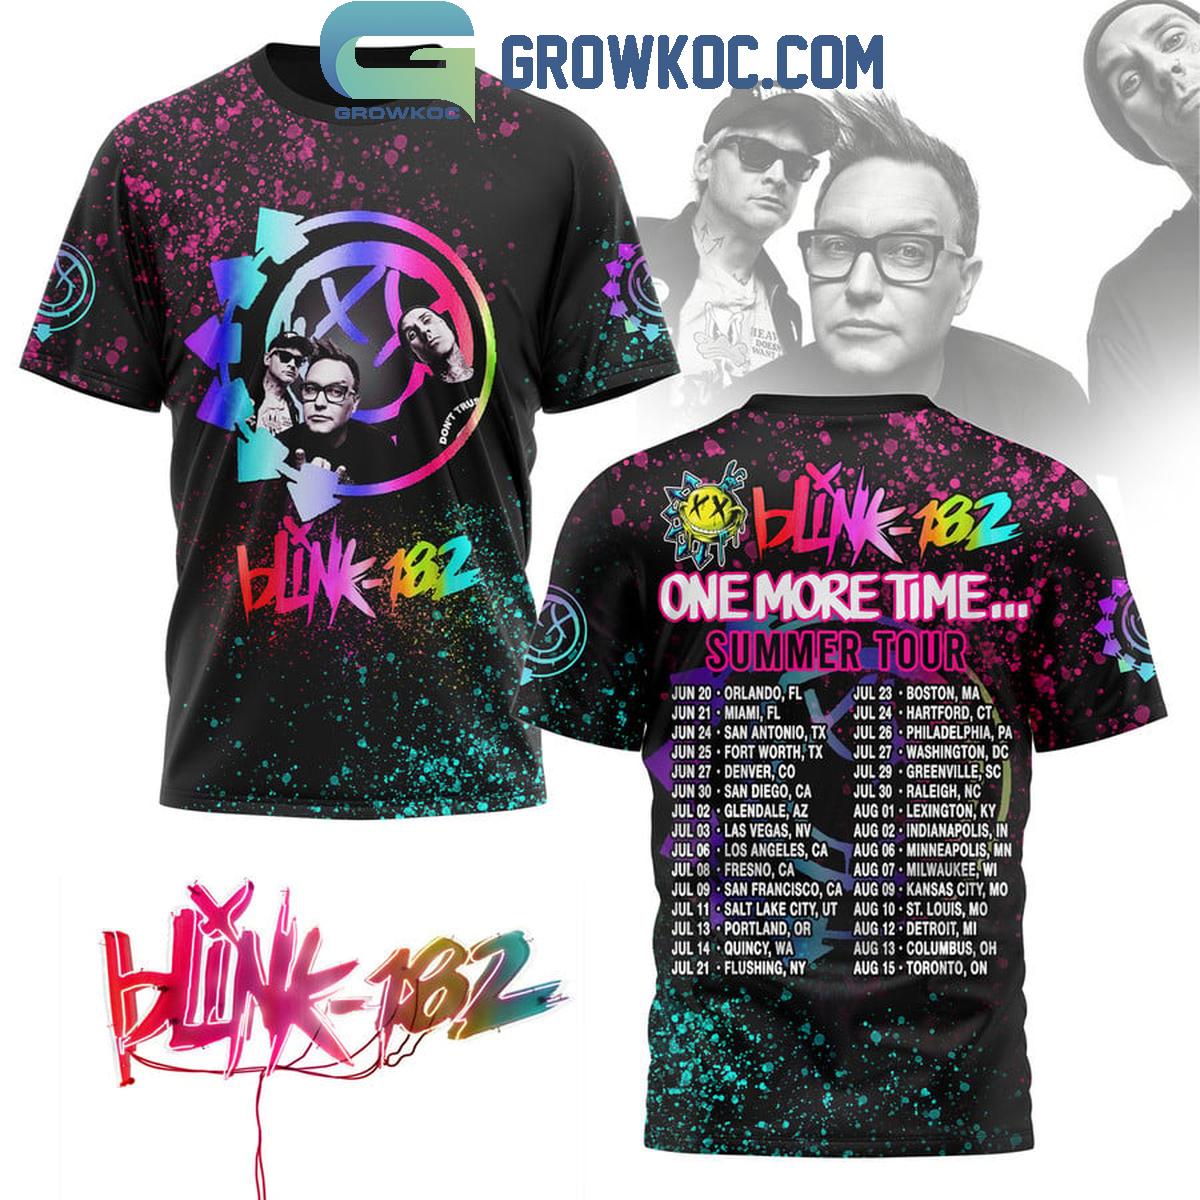 GROWKOC
GROWKOC.COM
HEAV
DOES
WANT
DON'T TRUS
blink-182
blink-182
ONE MORE TIME...
SUMMER TOUR
JUN 20 · ORLANDO, FL
JUN 21 · MIAMI, FL
JUN 24 · SAN ANTONIO, TX
JUN 25 · FORT WORTH, TX
JUN 27 · DENVER, CO
JUN 30 · SAN DIEGO, CA
JUL 02 · GLENDALE, AZ
JUL 03 · LAS VEGAS, NV
JUL 06 · LOS ANGELES, CA
JUL 08 · FRESNO, CA
JUL 09 · SAN FRANCISCO, CA
JUL 11 · SALT LAKE CITY, UT
JUL 13 · PORTLAND, OR
JUL 14 · QUINCY, WA
JUL 21 · FLUSHING, NY
JUL 23 · BOSTON, MA
JUL 24 · HARTFORD, CT
JUL 26 · PHILADELPHIA, PA
JUL 27 · WASHINGTON, DC
JUL 29 · GREENVILLE, SC
JUL 30 · RALEIGH, NC
AUG 01 · LEXINGTON, KY
AUG 02 · INDIANAPOLIS, IN
AUG 06 · MINNEAPOLIS, MN
AUG 07 · MILWAUKEE, WI
AUG 09 · KANSAS CITY, MO
AUG 10 · ST. LOUIS, MO
AUG 12 · DETROIT, MI
AUG 13 · COLUMBUS, OH
AUG 15 · TORONTO, ON
blink-182